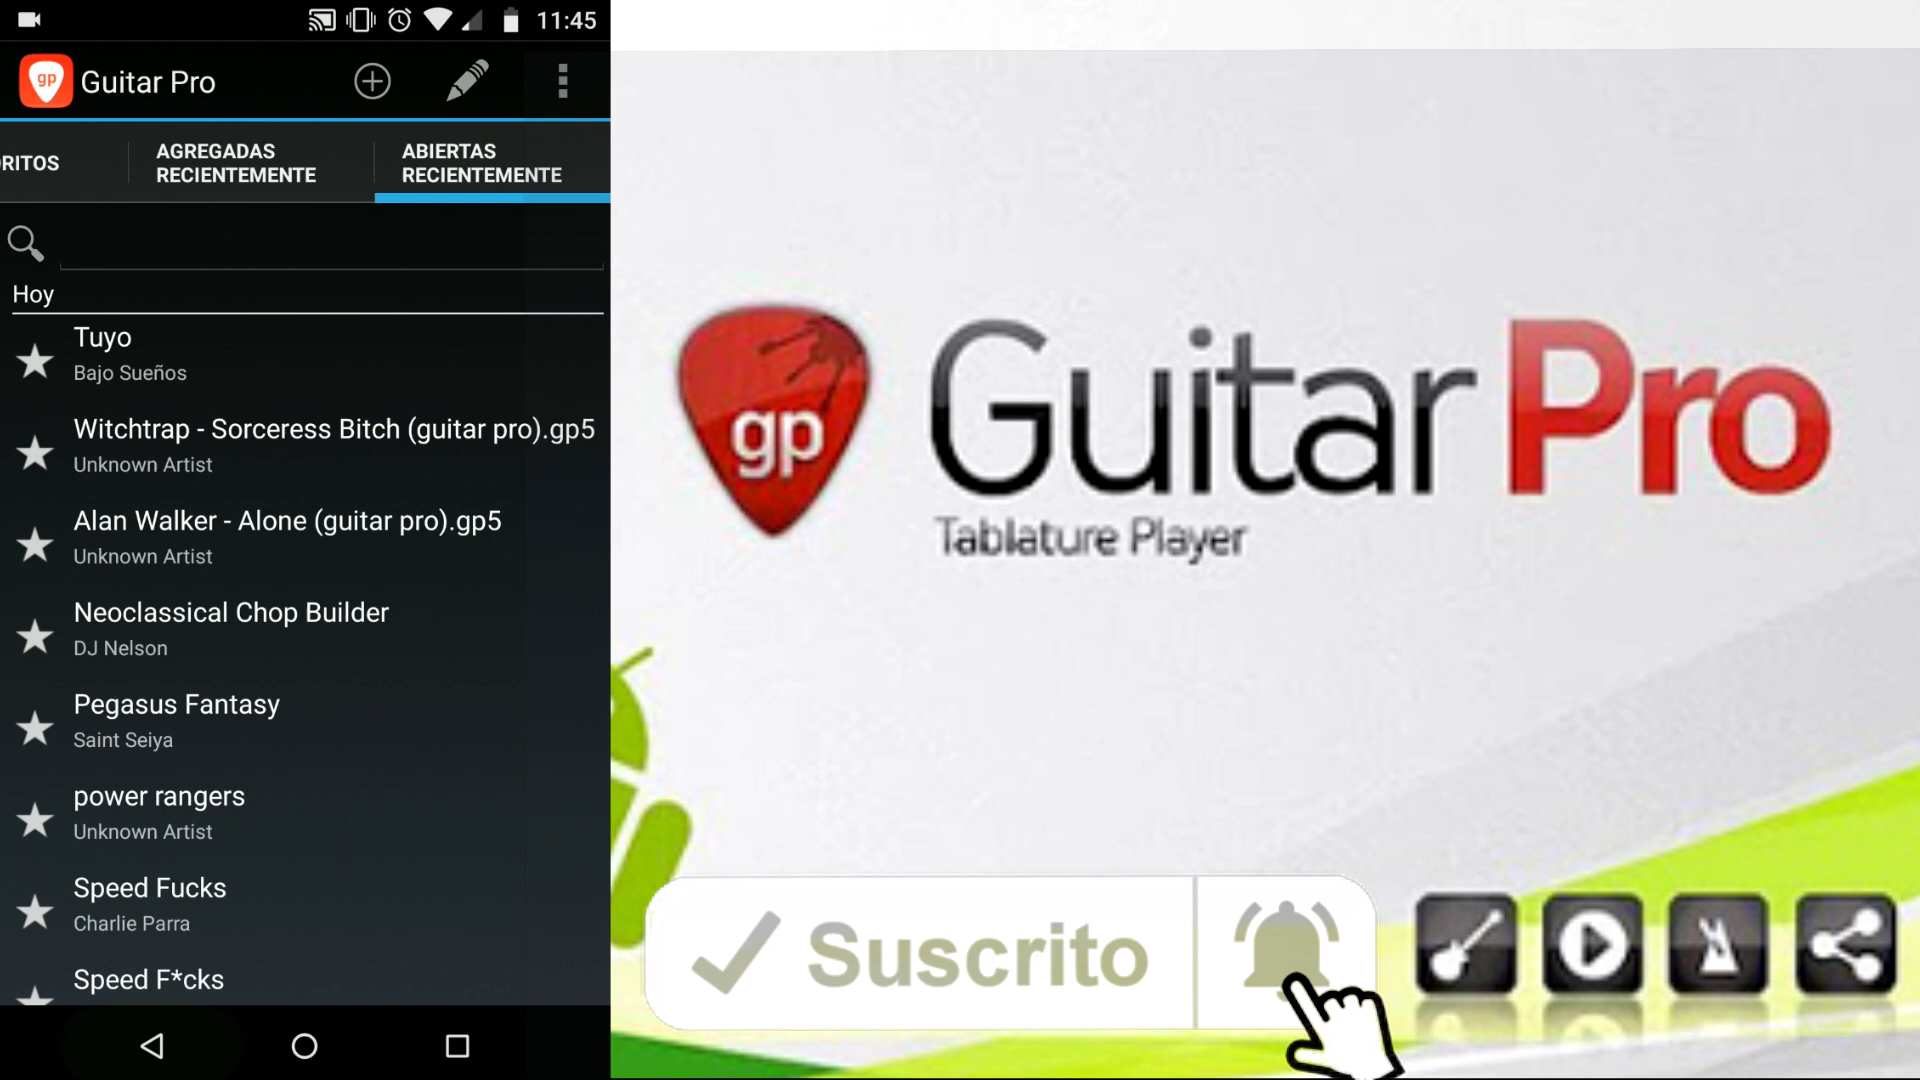 11:45
gp
Guitar Pro
RITOS
AGREGADAS
RECIENTEMENTE
ABIERTAS
RECIENTEMENTE
Hoy
Tuyo
Bajo Sueños
Witchtrap - Sorceress Bitch (guitar pro).gp5
Unknown Artist
Alan Walker - Alone (guitar pro).gp5
Unknown Artist
Neoclassical Chop Builder
DJ Nelson
Pegasus Fantasy
Saint Seiya
power rangers
Unknown Artist
Speed Fucks
Charlie Parra
Speed F*cks
gp
Guitar Pro
Tablature Player
Suscrito